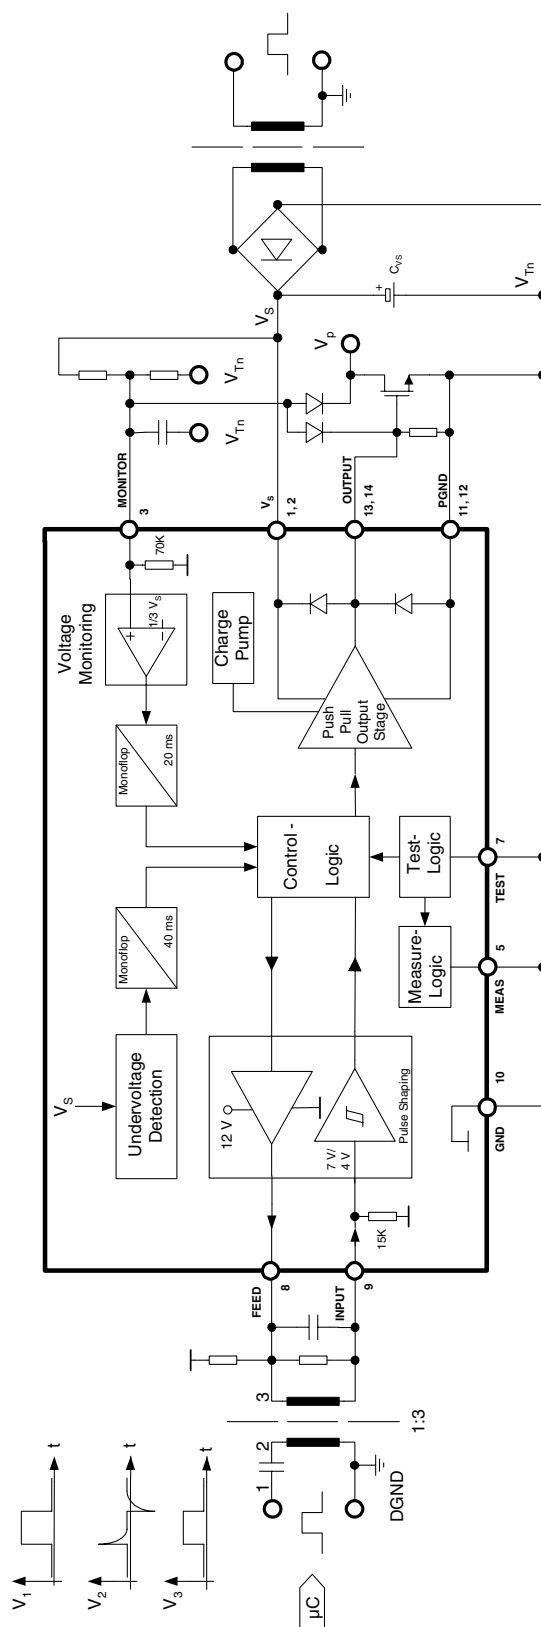 V1
t
V2
t
V3
t
µC
1
2
3
DGND
1:3
FEED
8
INPUT
9
15K
VS
Undervoltage
Detection
12 V
7 V/
4 V
Pulse Shaping
Monoflop
40 ms
Monoflop
20 ms
Voltage
Monitoring
+
−
1/3 VS
70K
Control -
Logic
Charge
Pump
Push
Pull
Output
Stage
Test-
Logic
Measure-
Logic
MONITOR
3
Vs
1, 2
OUTPUT
13, 14
PGND
11, 12
TEST
7
MEAS
5
GND
10
VTn
VTn
VS
Vp
+
CVS
VTn